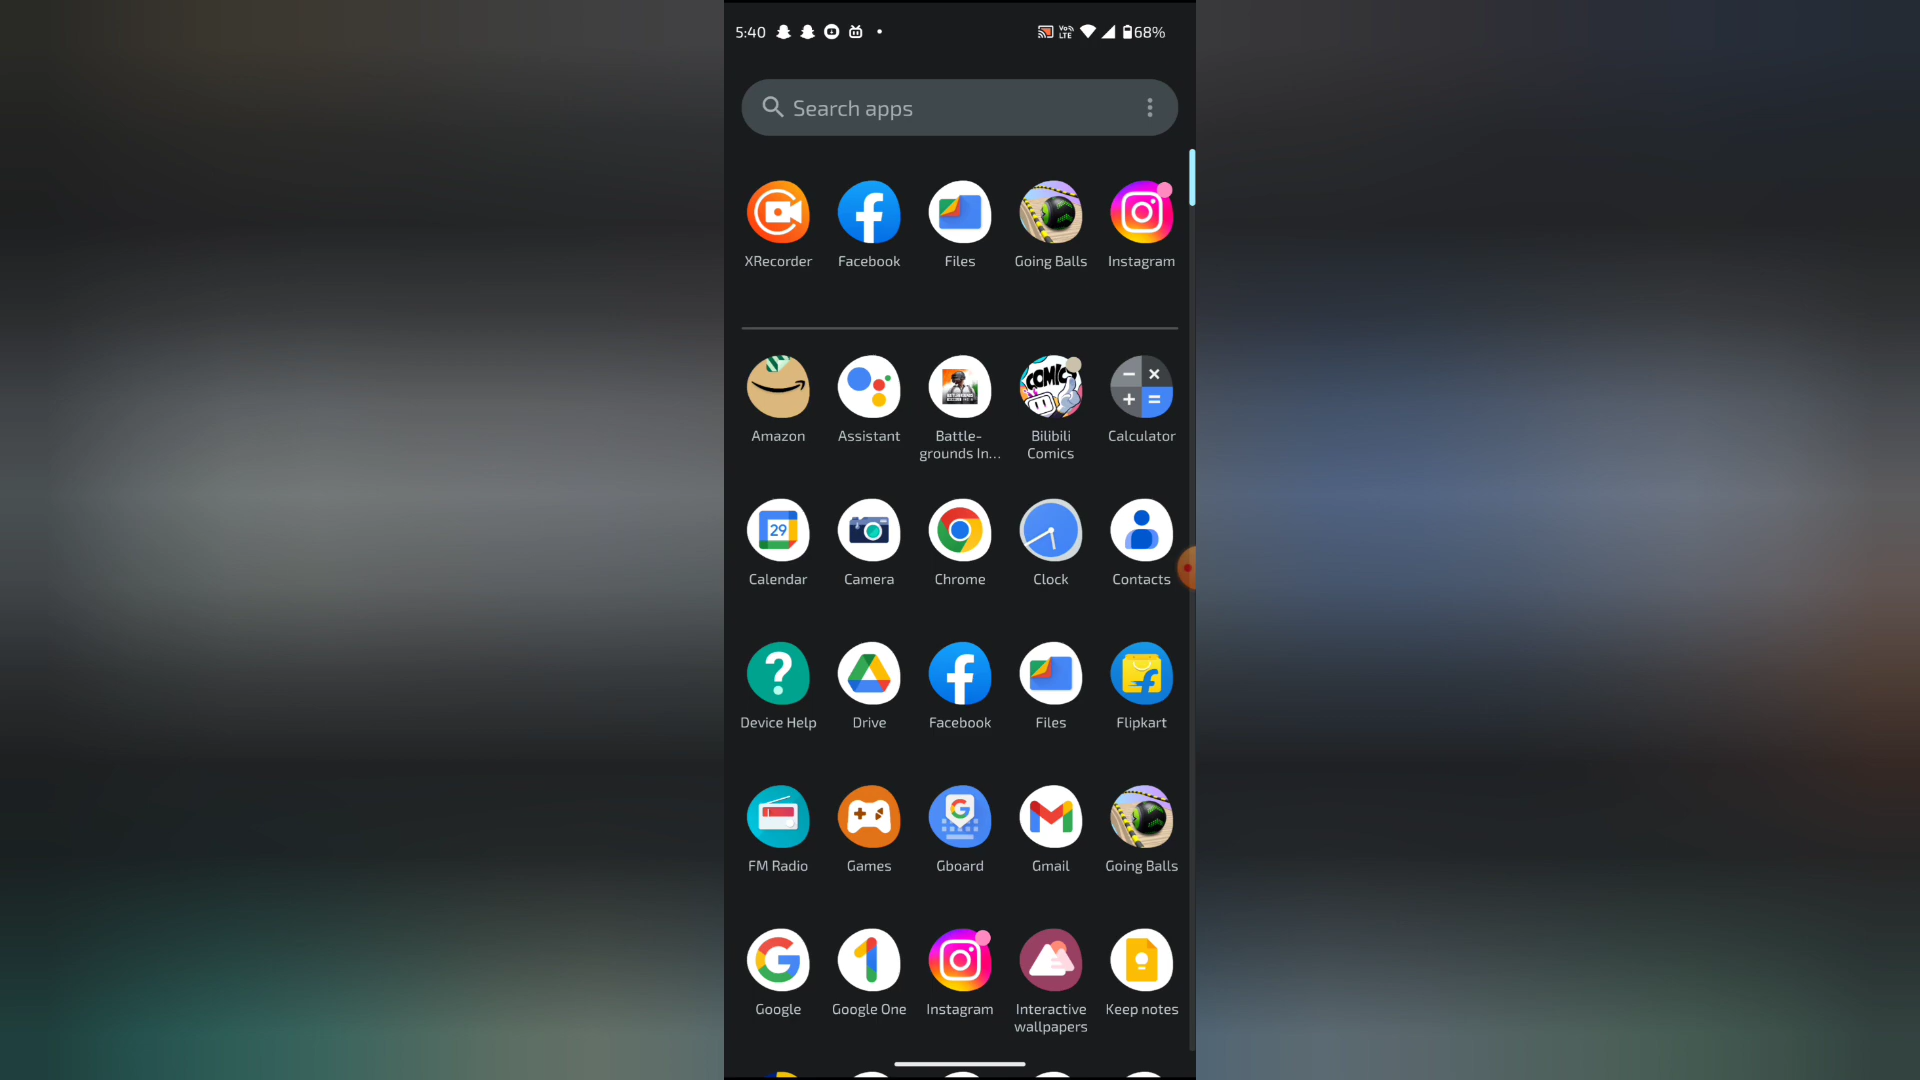 5:40
Vo LTE
68%
Search apps
XRecorder
Facebook
Files
Going Balls
Instagram
Amazon
Assistant
Battle-
grounds In...
Bilibili
Comics
Calculator
29
Calendar
Camera
Chrome
Clock
Contacts
Device Help
Drive
Facebook
Files
Flipkart
FM Radio
Games
Gboard
Gmail
Going Balls
Google
Google One
Instagram
Interactive
wallpapers
Keep notes